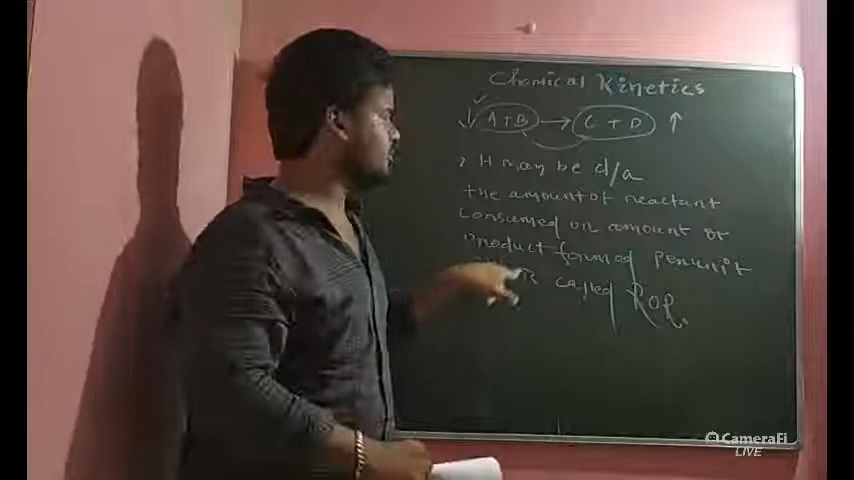 Chemical Kinetics
↓ A+B → C + D ↑
, It may be d/a
the amount of reactant
consumed or amount of
product formed per unit
called ROR.
CameraFi
LIVE